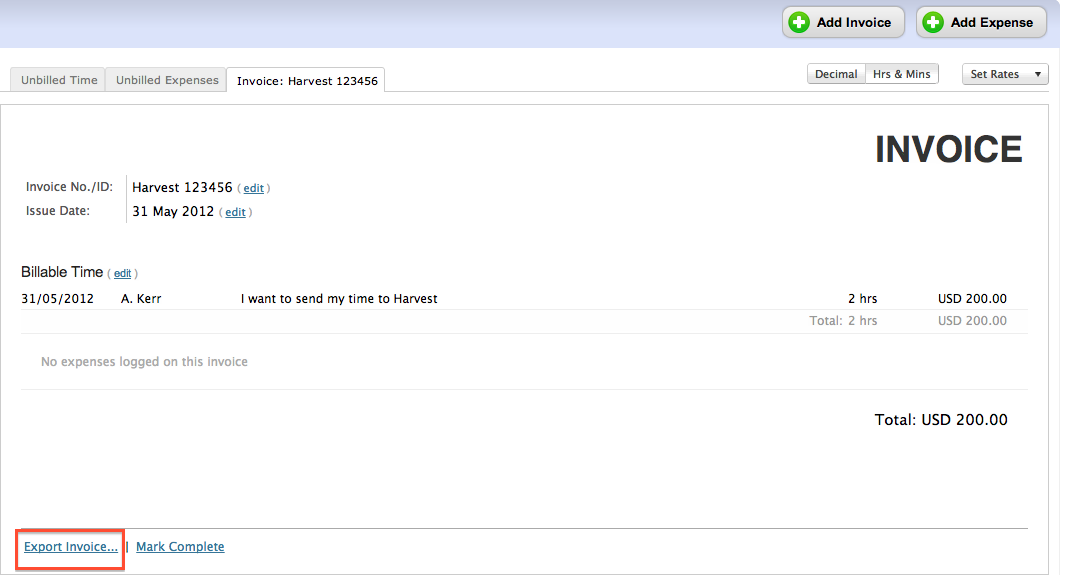 Add Invoice Add Expense
Unbilled Time Unbilled Expenses Invoice: Harvest 123456 Decimal Hrs & Mins Set Rates
INVOICE
Invoice No./ID: Harvest 123456 ( edit )
Issue Date: 31 May 2012 ( edit )
Billable Time ( edit )
31/05/2012 A. Kerr I want to send my time to Harvest 2 hrs USD 200.00
Total: 2 hrs USD 200.00
No expenses logged on this invoice
Total: USD 200.00
Export Invoice... | Mark Complete